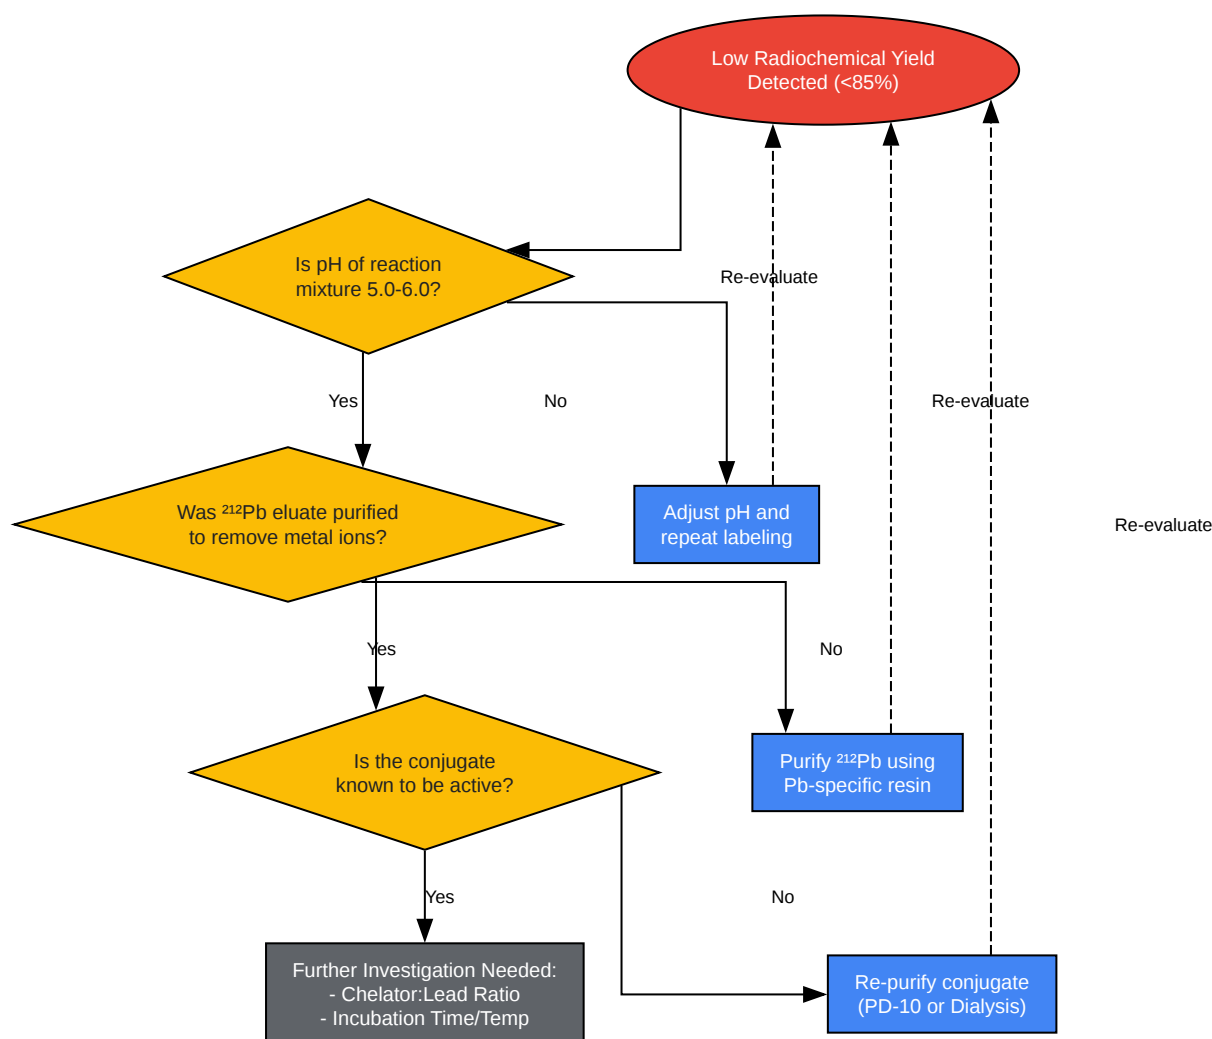 Low Radiochemical Yield
Detected (<85%)
Is pH of reaction
mixture 5.0-6.0?
Re-evaluate
Yes
No
Re-evaluate
Was ²¹²Pb eluate purified
to remove metal ions?
Adjust pH and
repeat labeling
Re-evaluate
Yes
No
Is the conjugate
known to be active?
Purify ²¹²Pb using
Pb-specific resin
Yes
No
Further Investigation Needed:
- Chelator:Lead Ratio
- Incubation Time/Temp
Re-purify conjugate
(PD-10 or Dialysis)